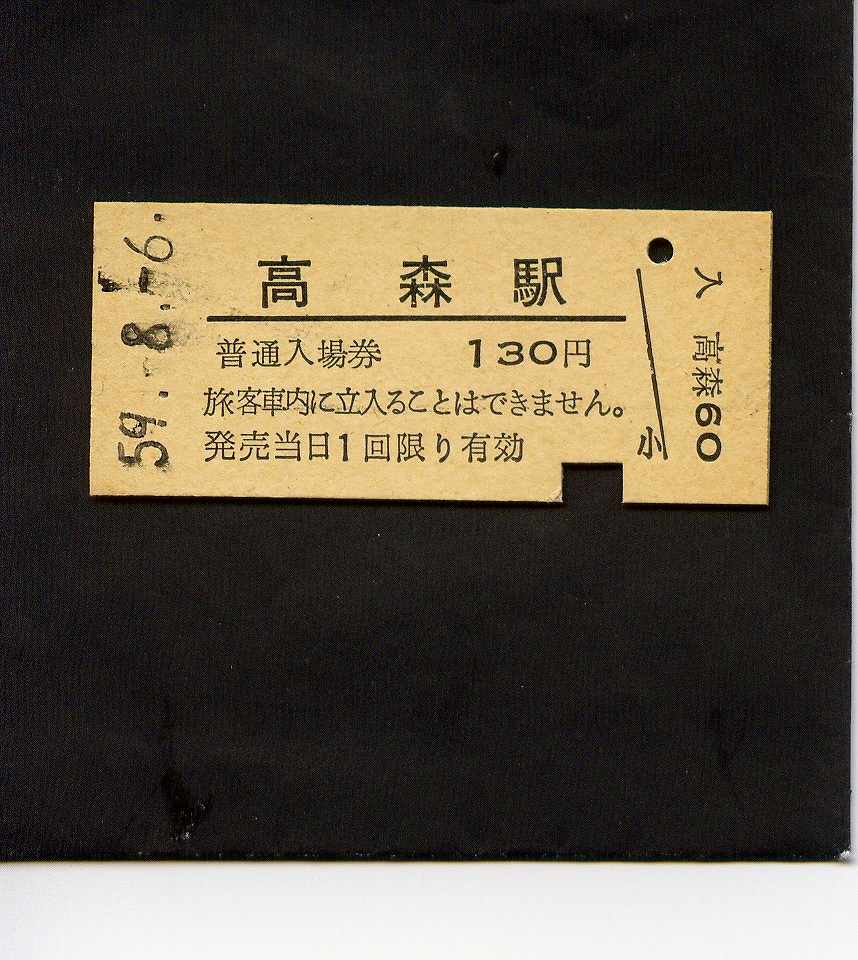 59.-8.-6.
高森駅
普通入場券 130円
旅客車内に立入ることはできません。
発売当日1回限り有効
小
入 高森60